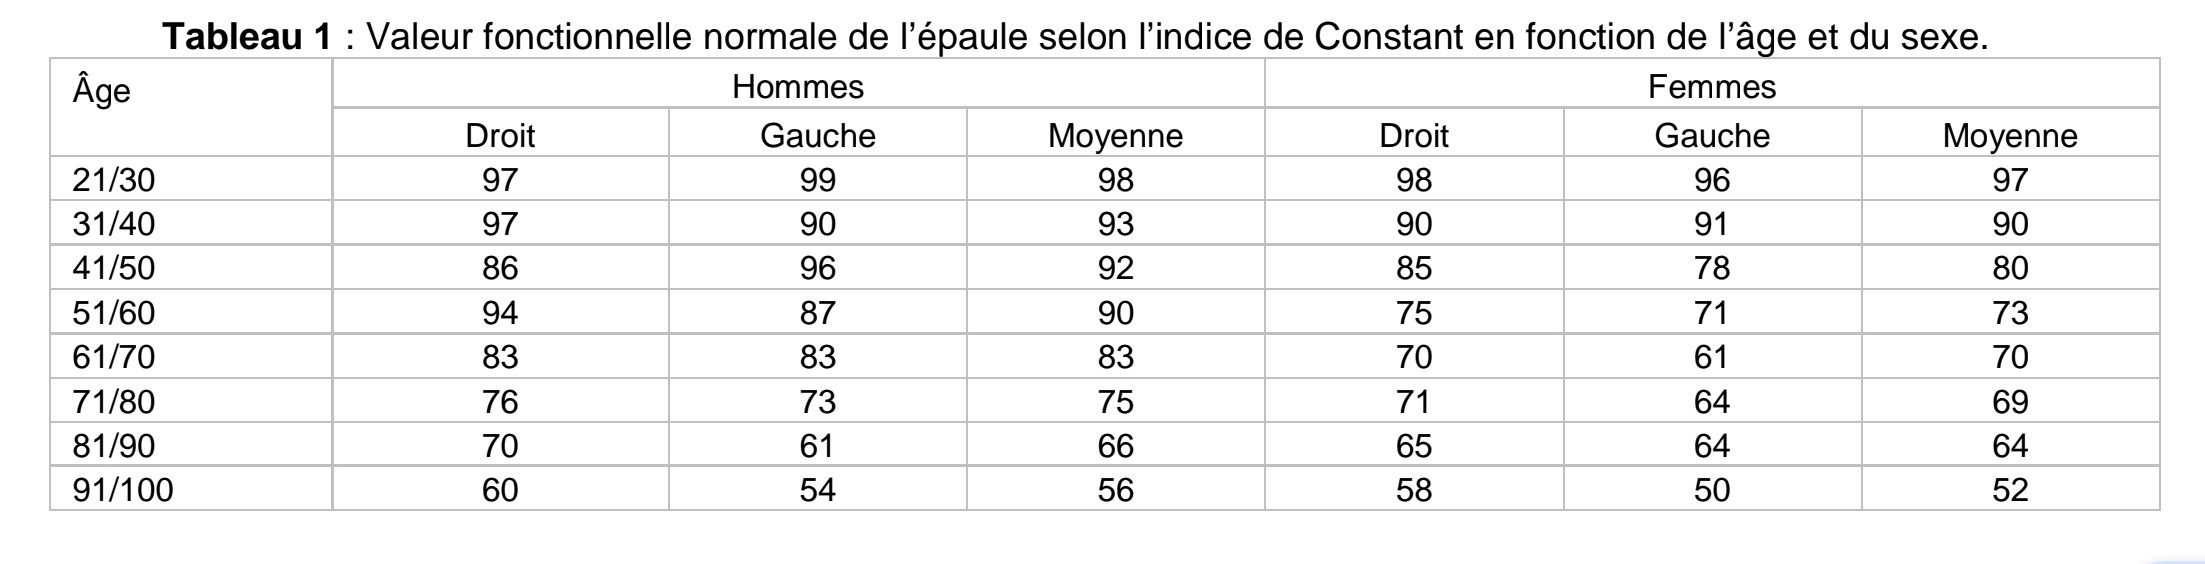 Tableau 1 : Valeur fonctionnelle normale de l’épaule selon l’indice de Constant en fonction de l’âge et du sexe.
Âge Hommes Femmes
Droit Gauche Moyenne Droit Gauche Moyenne
21/30 97 99 98 98 96 97
31/40 97 90 93 90 91 90
41/50 86 96 92 85 78 80
51/60 94 87 90 75 71 73
61/70 83 83 83 70 61 70
71/80 76 73 75 71 64 69
81/90 70 61 66 65 64 64
91/100 60 54 56 58 50 52